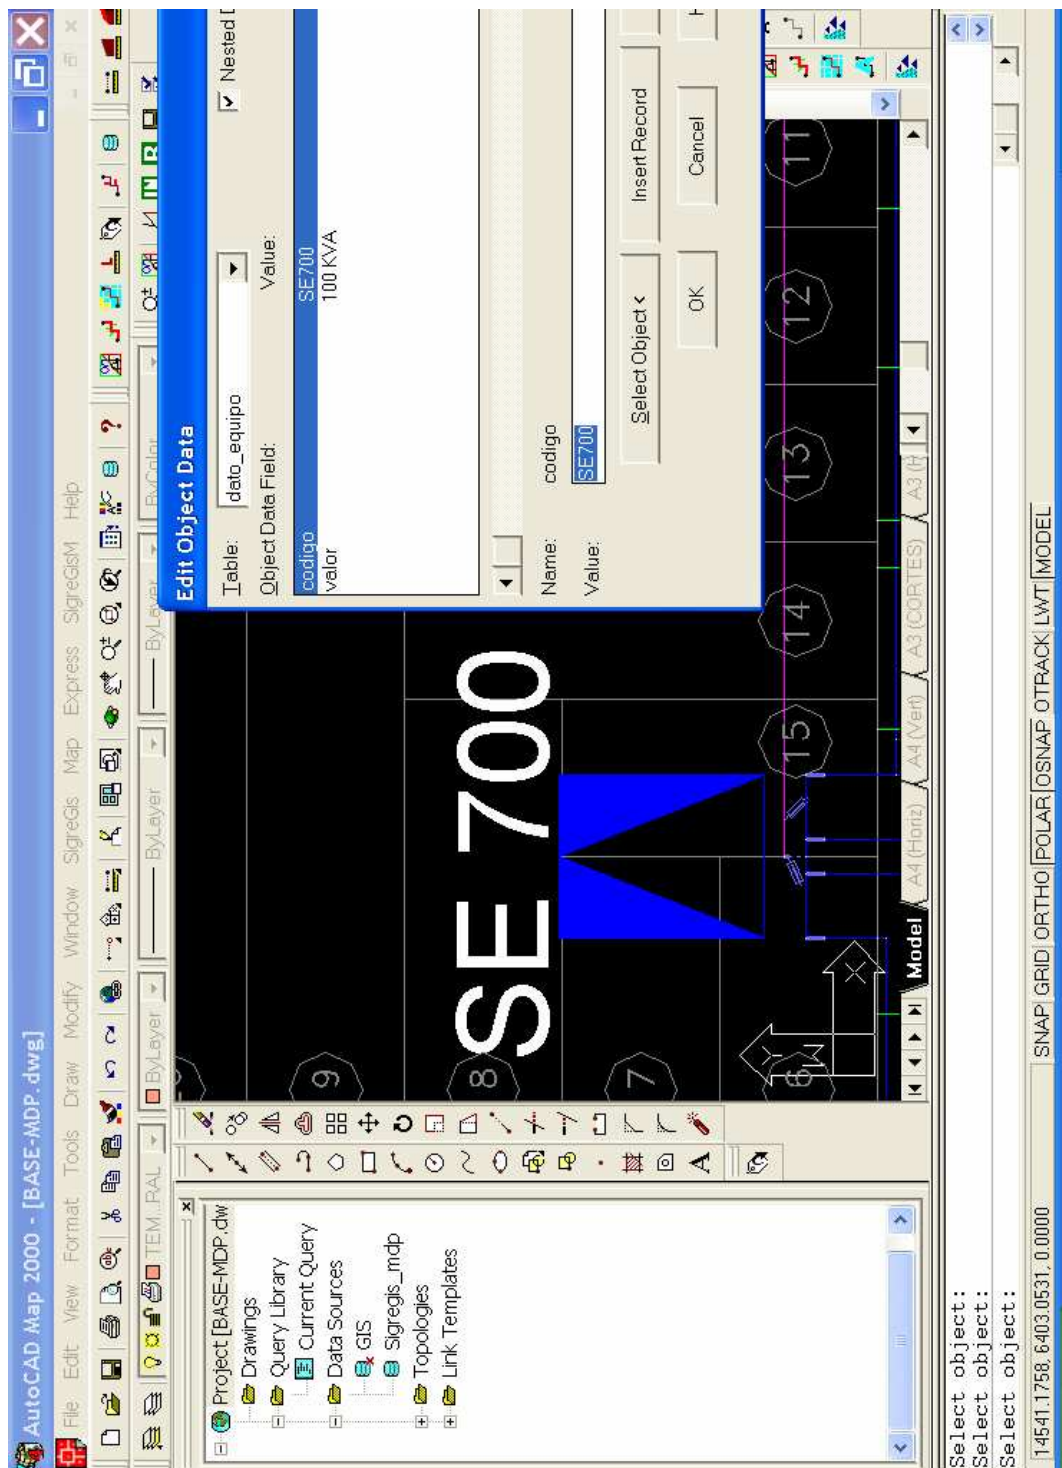 AutoCAD Map 2000 - [BASE-MDP.dwg]
File Edit View Format Tools Draw Modify Window SigreGis Map Express SigreGisM Help
TEM...RAL ByLayer ByLayer ByLayer ByColor
Project [BASE-MDP.dw
Drawings
Query Library
Current Query
Data Sources
GIS
Sigregis_mdp
Topologies
Link Templates
9
8
7
6
SE 700
15
14
13
12
11
Y
W
X
Edit Object Data
Table: dato_equipo Nested D
Object Data Field: Value:
codigo SE700
valor 100 KVA
Name: codigo
Value: SE700
Select Object < Insert Record
OK Cancel H
Model A4 (Horiz) A4 (Vert) A3 (CORTES) A3 (H
Select object:
Select object:
Select object:
14541.1758, 6403.0531, 0.0000 SNAP GRID ORTHO POLAR OSNAP OTRACK LWT MODEL